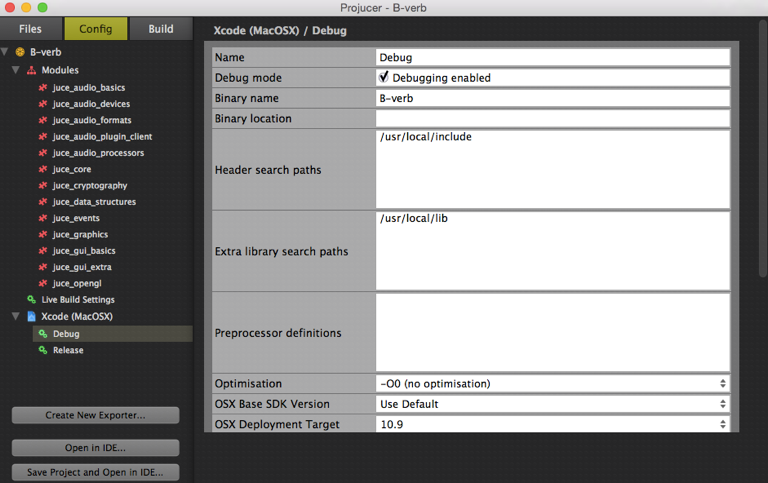 Projucer - B-verb
Files
Config
Build
B-verb
Modules
juce_audio_basics
juce_audio_devices
juce_audio_formats
juce_audio_plugin_client
juce_audio_processors
juce_core
juce_cryptography
juce_data_structures
juce_events
juce_graphics
juce_gui_basics
juce_gui_extra
juce_opengl
Live Build Settings
Xcode (MacOSX)
Debug
Release
Create New Exporter...
Open in IDE...
Save Project and Open in IDE...
Xcode (MacOSX) / Debug
Name Debug
Debug mode Debugging enabled
Binary name B-verb
Binary location
Header search paths /usr/local/include
Extra library search paths /usr/local/lib
Preprocessor definitions
Optimisation -O0 (no optimisation)
OSX Base SDK Version Use Default
OSX Deployment Target 10.9